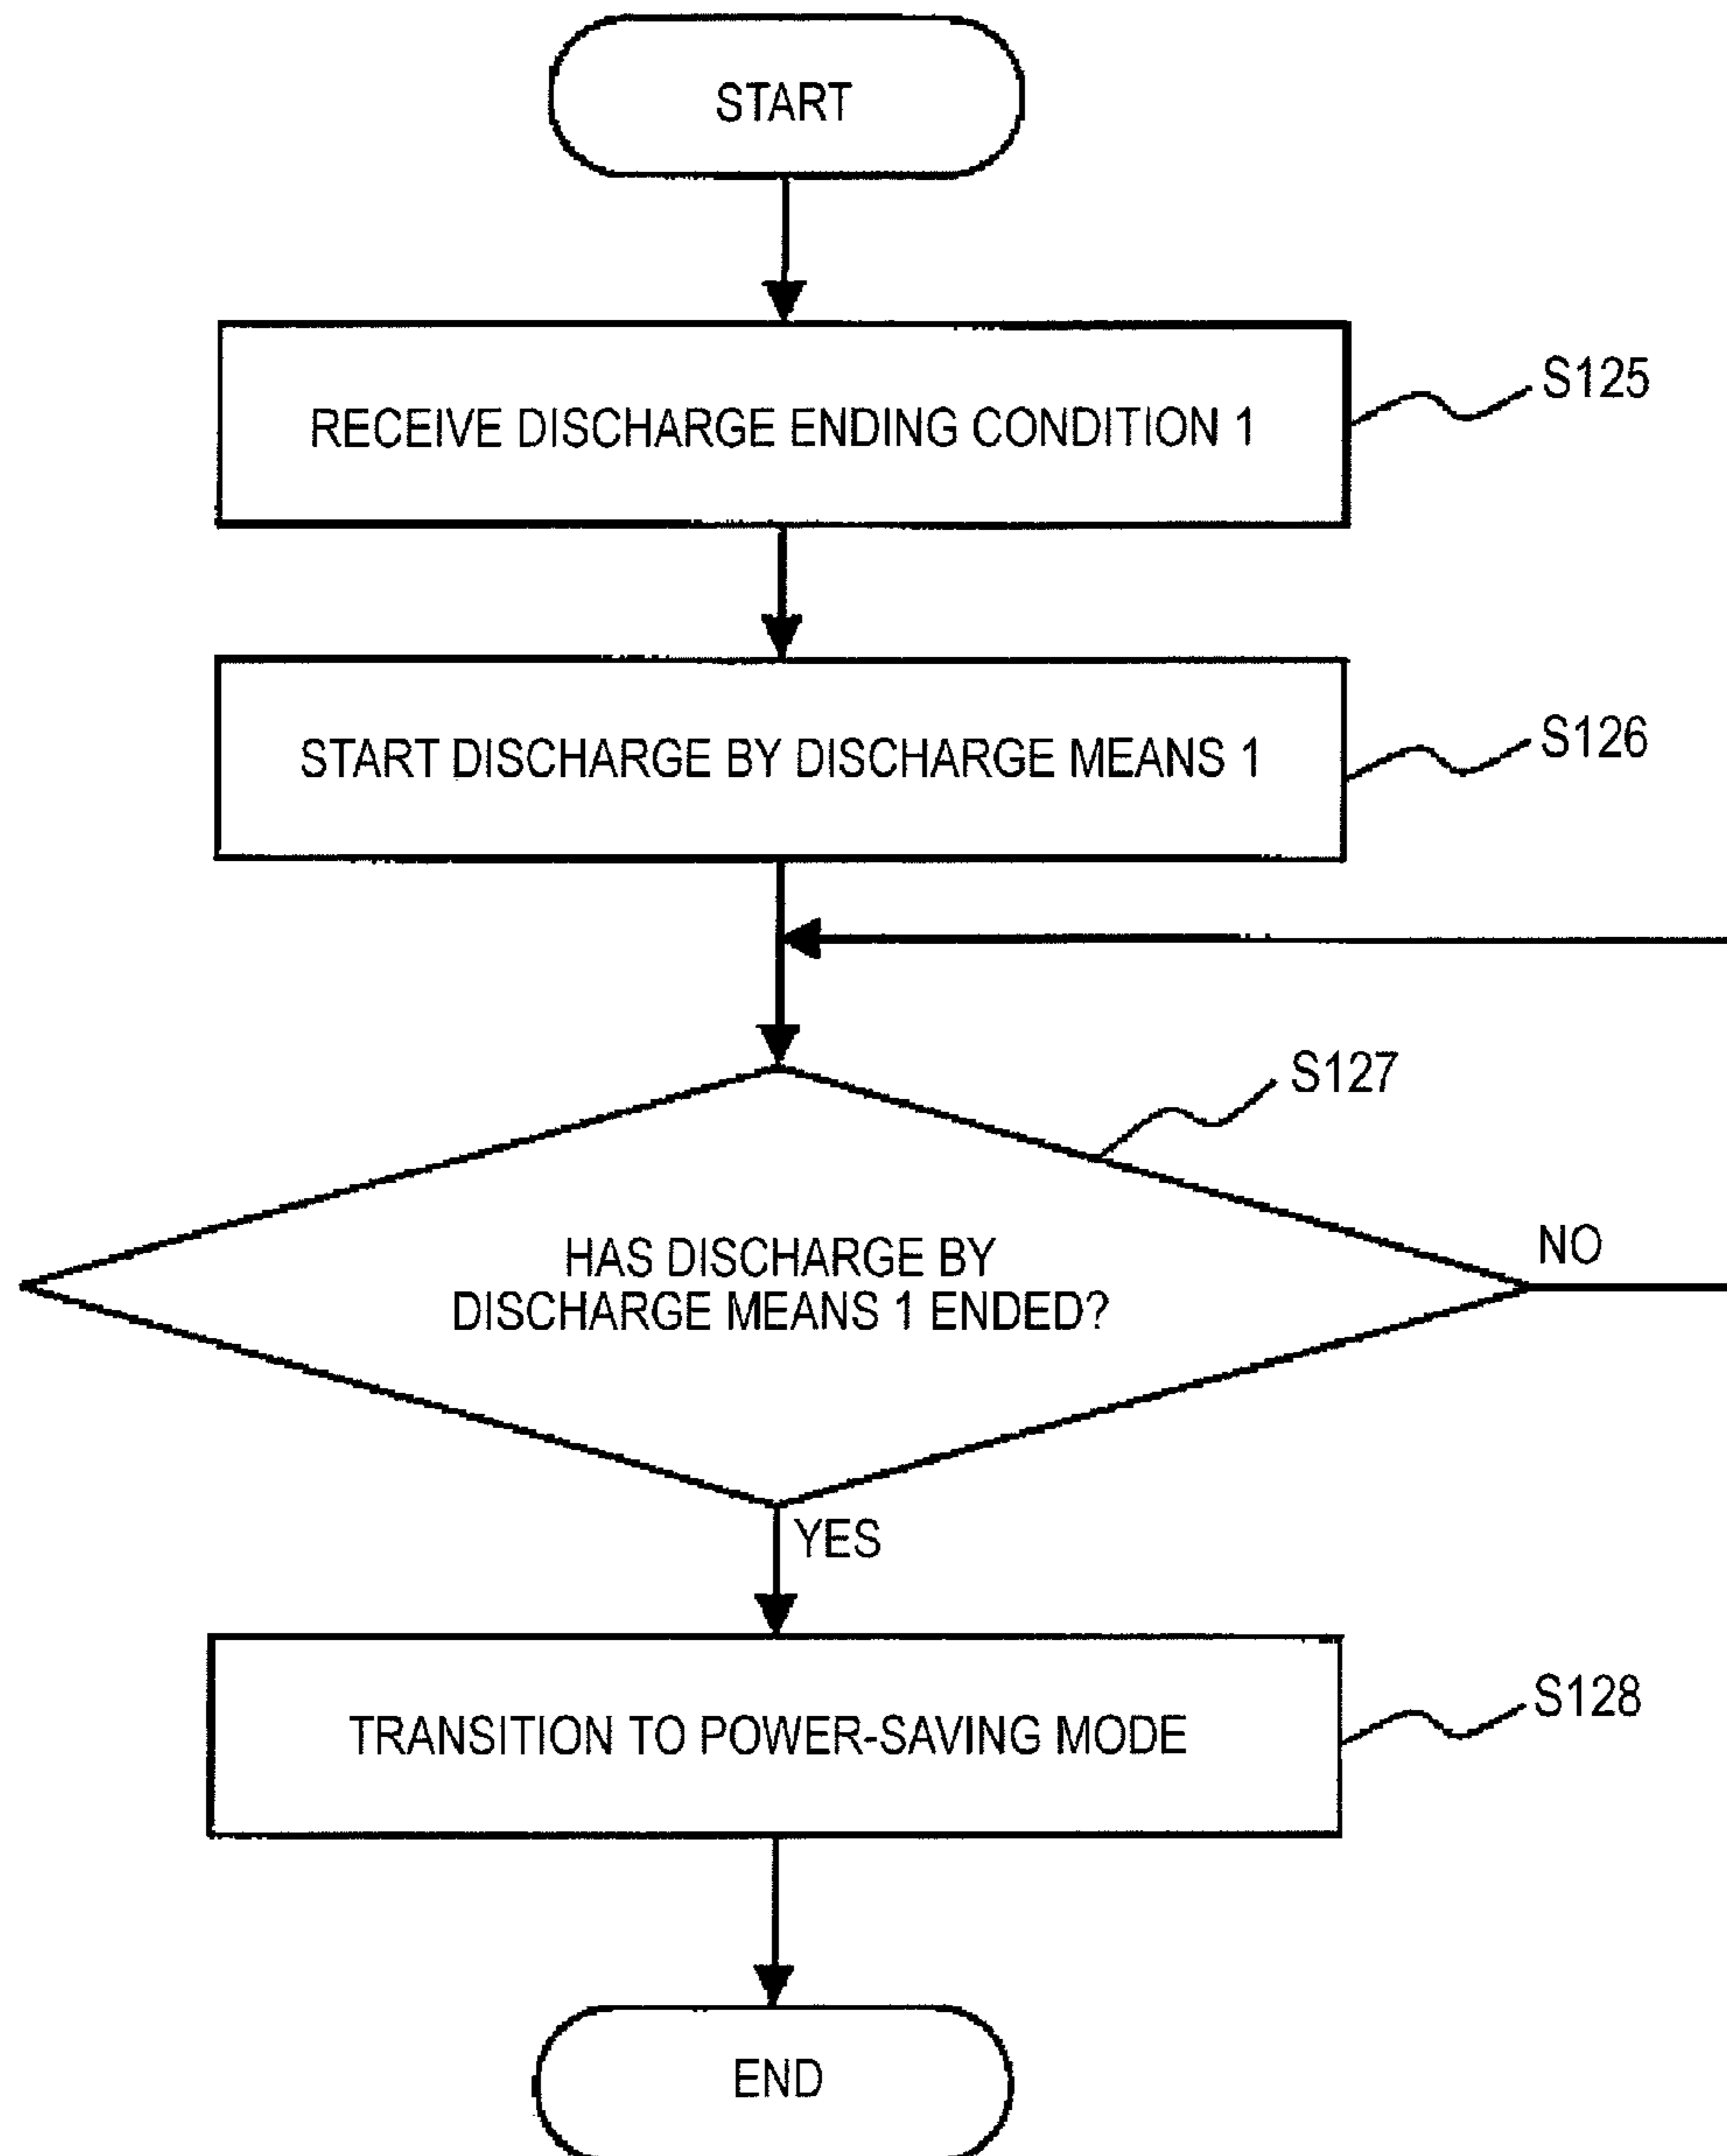 START
RECEIVE DISCHARGE ENDING CONDITION 1
S125
START DISCHARGE BY DISCHARGE MEANS 1
S126
S127
HAS DISCHARGE BY
DISCHARGE MEANS 1 ENDED?
NO
YES
TRANSITION TO POWER-SAVING MODE
S128
END